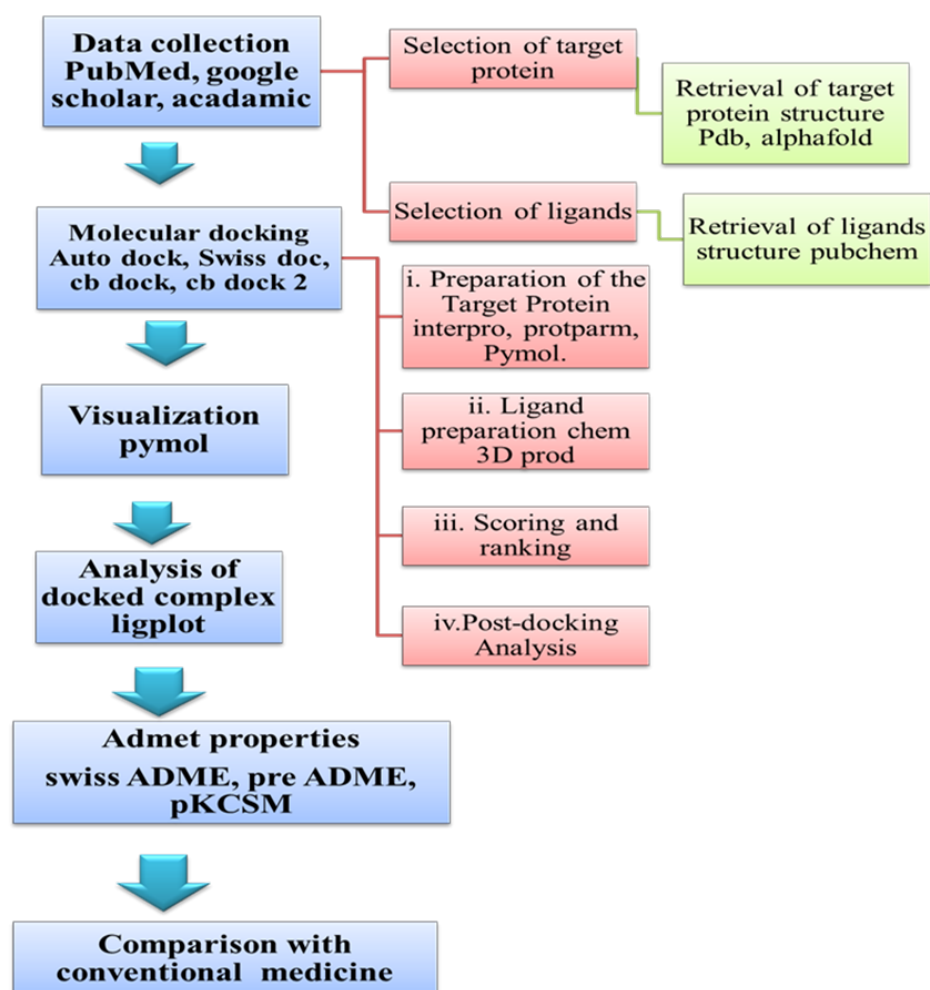 Data collection
PubMed, google
scholar, acadamic
Selection of target
protein
Retrieval of target
protein structure
Pdb, alphafold
Selection of ligands
Retrieval of ligands
structure pubchem
Molecular docking
Auto dock, Swiss doc,
cb dock, cb dock 2
i. Preparation of the
Target Protein
interpro, protparm,
Pymol.
ii. Ligand
preparation chem
3D prod
iii. Scoring and
ranking
iv.Post-docking
Analysis
Visualization
pymol
Analysis of
docked complex
ligplot
Admet properties
swiss ADME, pre ADME,
pKCSM
Comparison with
conventional medicine